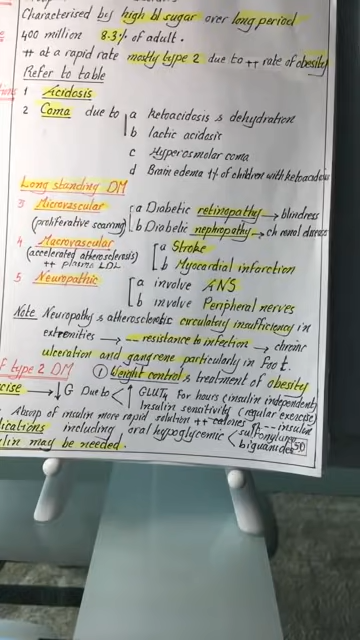 Characterised by high bl sugar over long period
400 million 8.3% of adult.
↑↑ at a rapid rate mostly type 2 due to ↑↑ rate of obesity
Refer to table
1 Acidosis
2 Coma due to a ketoacidosis & dehydration
b lactic acidosis
c Hyperosmolar coma
d Brain edema ↑↑ of children with ketoacidosis
Long standing DM
3 Microvascular a Diabetic retinopathy → blindness
(proliferative scarring) b Diabetic nephropathy → ch renal disease
4 Macrovascular a Stroke
(accelerated atherosclerosis) b Myocardial infarction
↑↑ plasma LDL
5 Neuropathic a involve ANS
b involve Peripheral nerves
Note Neuropathy & atherosclerotic circulatory insufficiency in
extremities → resistance to infection → chronic
ulceration and gangrene particularly in Foot.
of type 2 DM ① Weight control & treatment of obesity
cise → ↓ G Due to < ↑ GLUT4 For hours (insulin independent)
Insulin sensitivity (regular exercise)
Absorp of insulin more rapid solution ↑↑ calories insulin
lications including oral hypoglycemic < sulfonylurea
biguanides
lin may be needed.
50